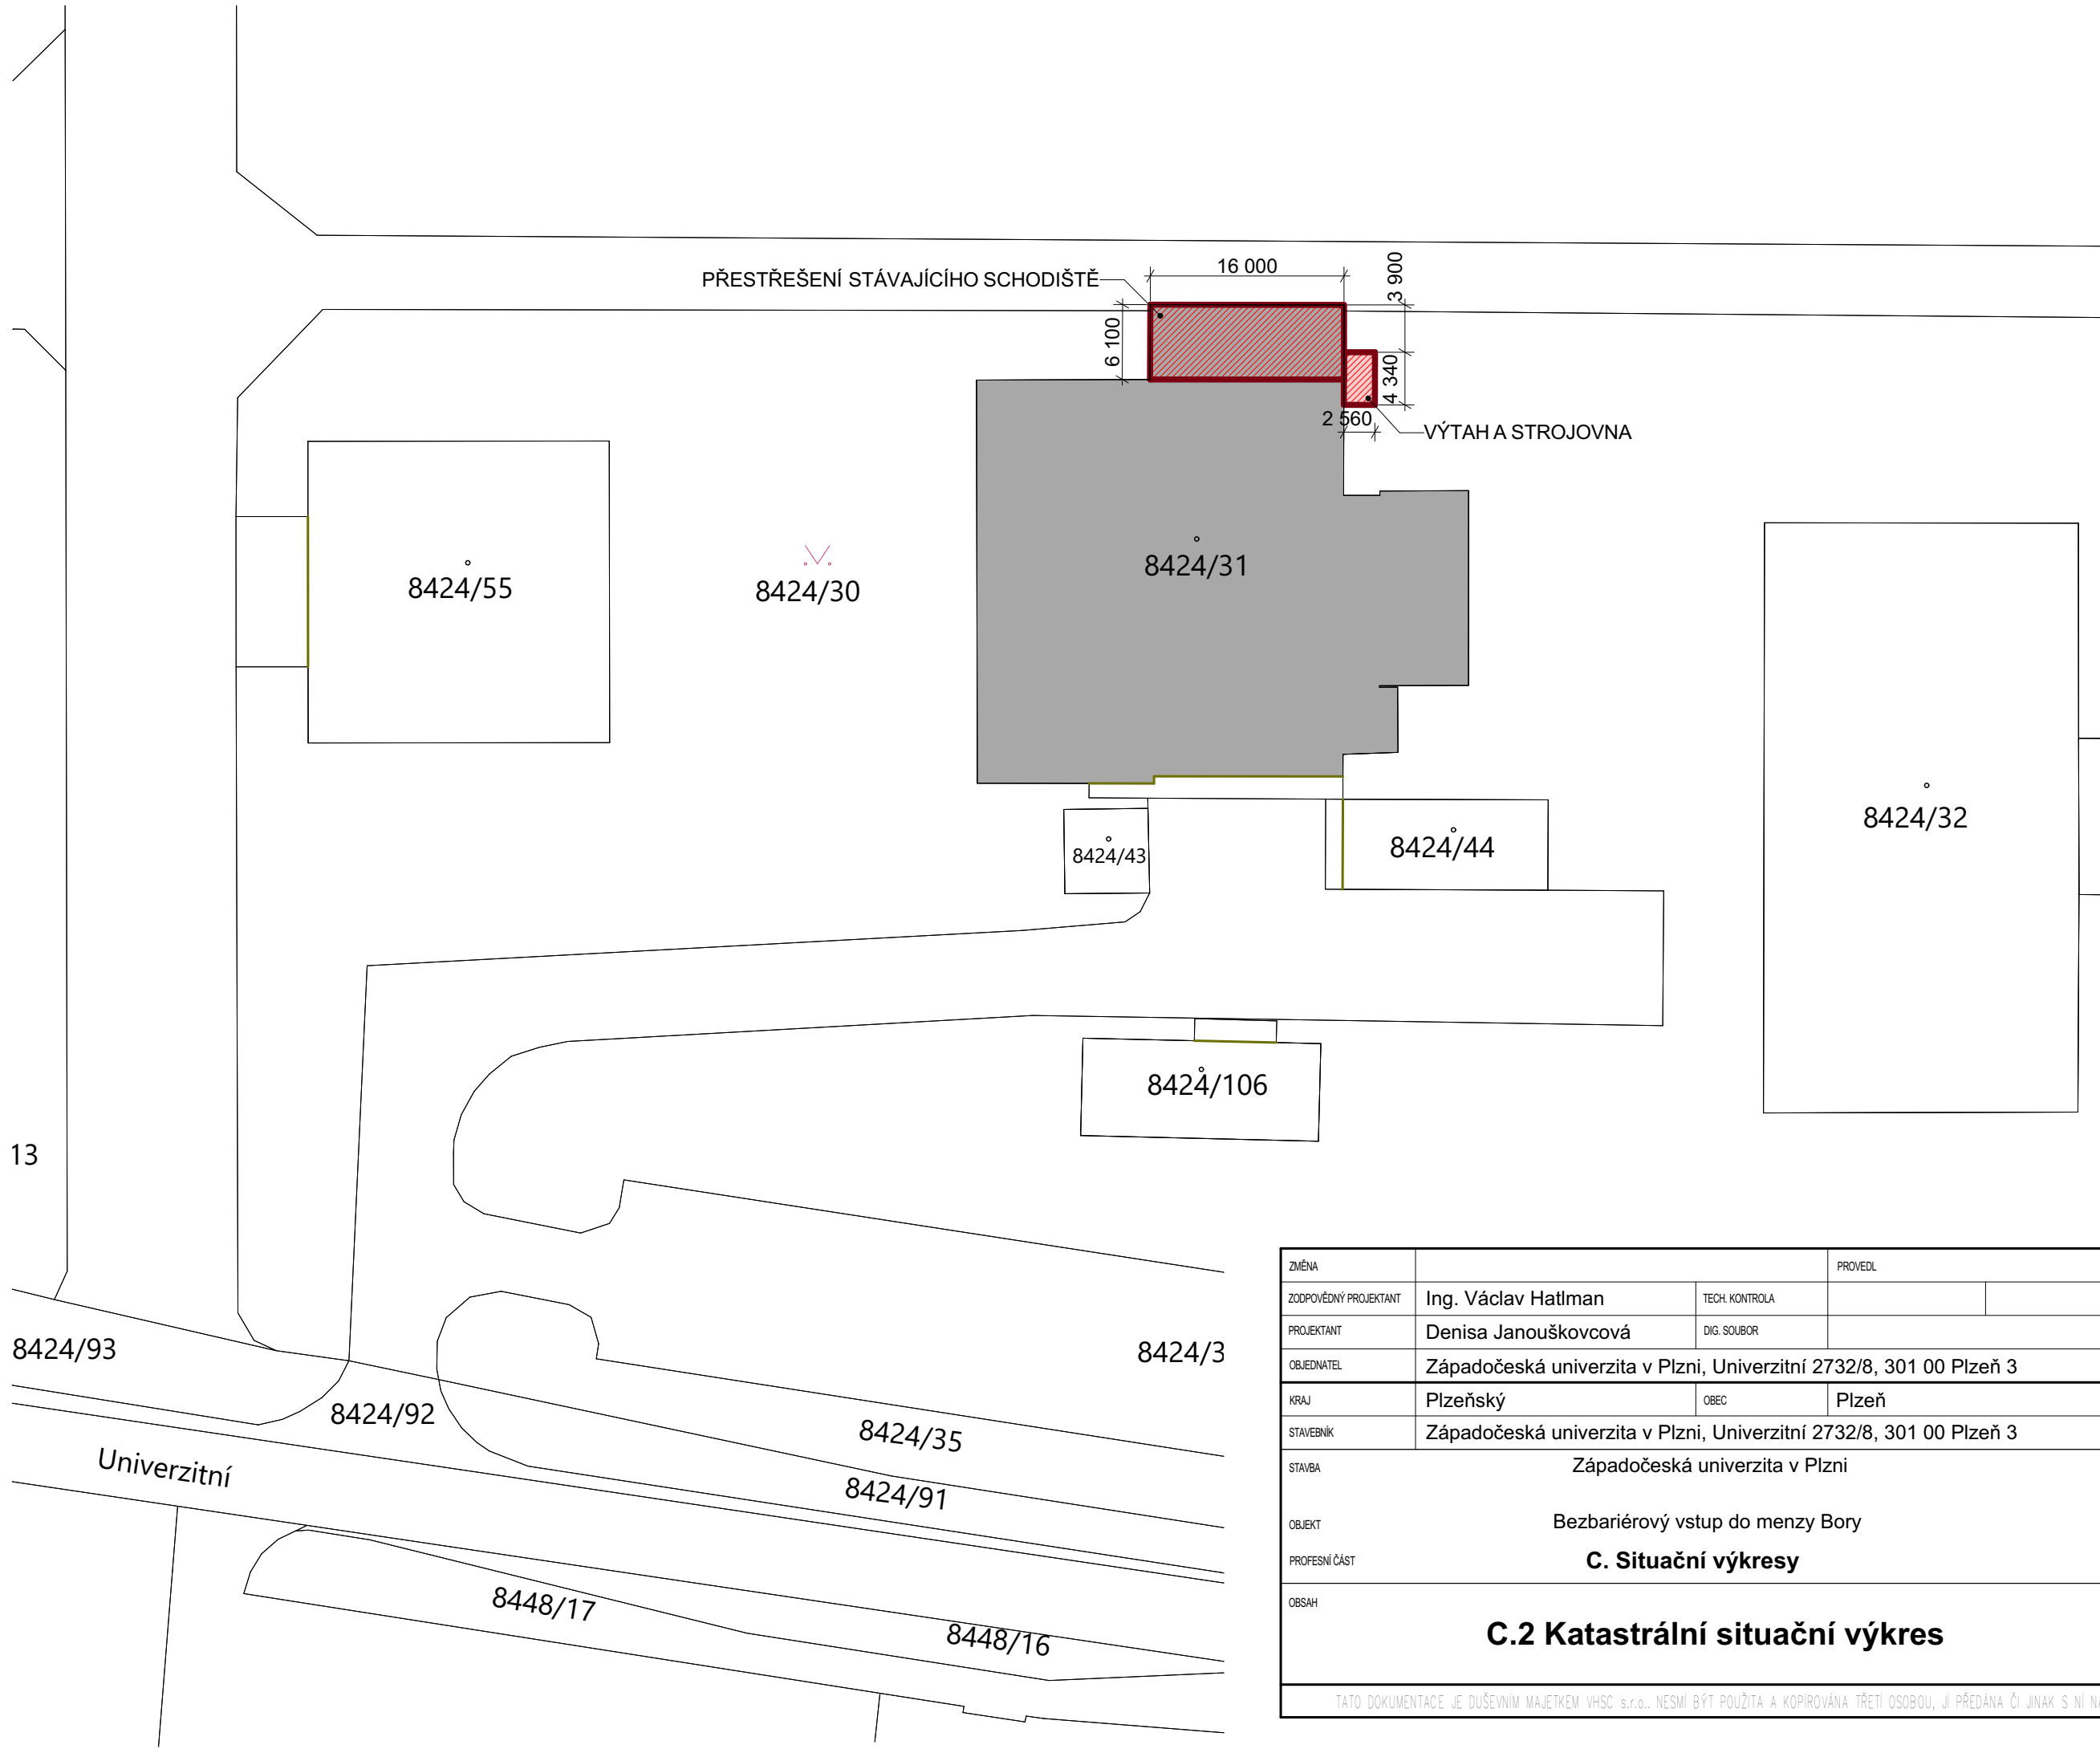 16 000
3 900
PŘESTŘEŠENÍ STÁVAJÍCÍHO SCHODIŠTĚ
6 100
4 340
2 560
VÝTAH A STROJOVNA
8424/55
8424/30
8424/31
8424/32
8424/43
8424/44
8424/106
13
8424/93
8424/92
8424/3
8424/35
8424/91
Univerzitní
8448/17
8448/16
ZMĚNA PROVEDL
ZODPOVĚDNÝ PROJEKTANT Ing. Václav Hatlman TECH. KONTROLA
PROJEKTANT Denisa Janouškovcová DIG. SOUBOR
OBJEDNATEL Západočeská univerzita v Plzni, Univerzitní 2732/8, 301 00 Plzeň 3
KRAJ Plzeňský OBEC Plzeň
STAVEBNÍK Západočeská univerzita v Plzni, Univerzitní 2732/8, 301 00 Plzeň 3
STAVBA Západočeská univerzita v Plzni
OBJEKT Bezbariérový vstup do menzy Bory
PROFESNÍ ČÁST C. Situační výkresy
OBSAH
C.2 Katastrální situační výkres
TATO DOKUMENTACE JE DUŠEVNÍM MAJETKEM VHSC s.r.o.. NESMÍ BÝT POUŽITA A KOPÍROVÁNA TŘETÍ OSOBOU, JÍ PŘEDÁNA ČI JINAK S NÍ